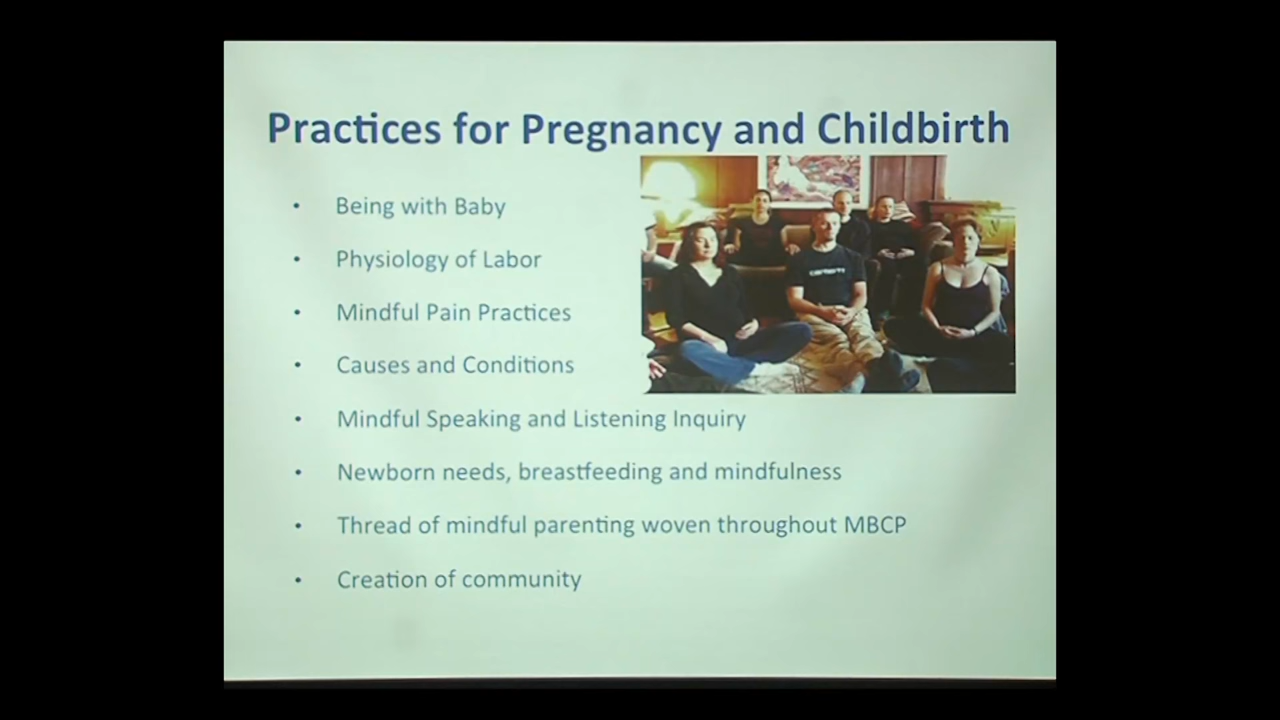 Practices for Pregnancy and Childbirth
• Being with Baby
• Physiology of Labor
• Mindful Pain Practices
• Causes and Conditions
• Mindful Speaking and Listening Inquiry
• Newborn needs, breastfeeding and mindfulness
• Thread of mindful parenting woven throughout MBCP
• Creation of community